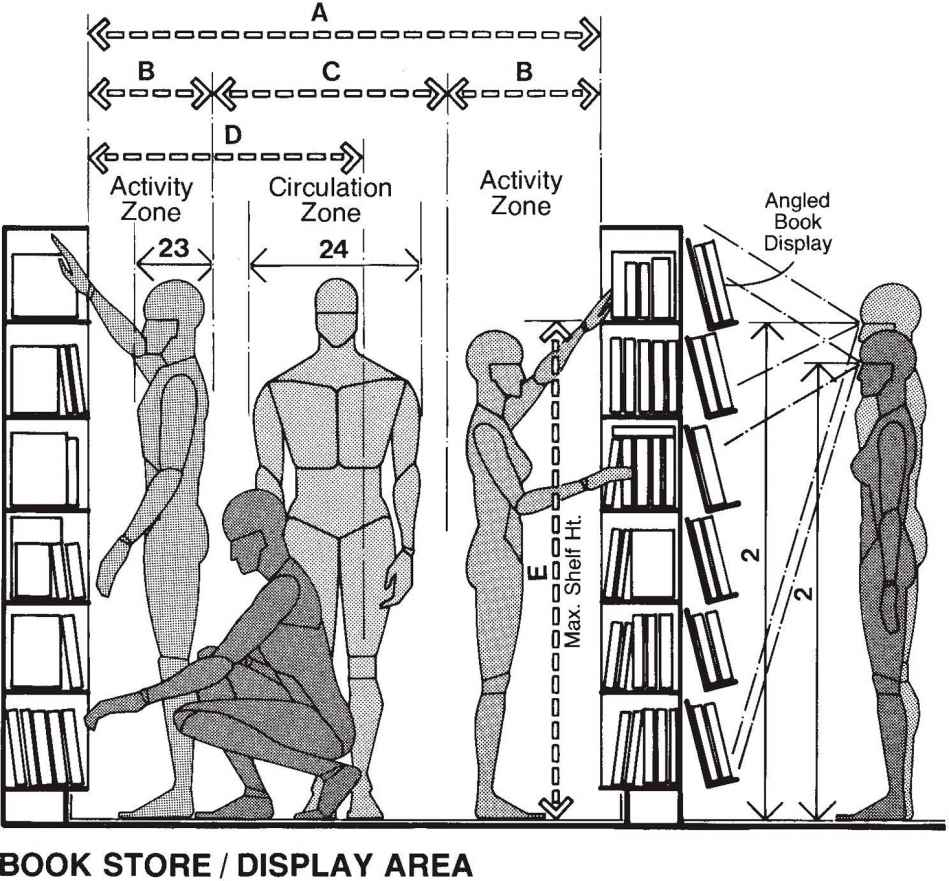 A
B
C
B
D
Activity
Zone
Circulation
Zone
Activity
Zone
23
24
Angled
Book
Display
E
Max. Shelf Ht.
2
2
BOOK STORE / DISPLAY AREA